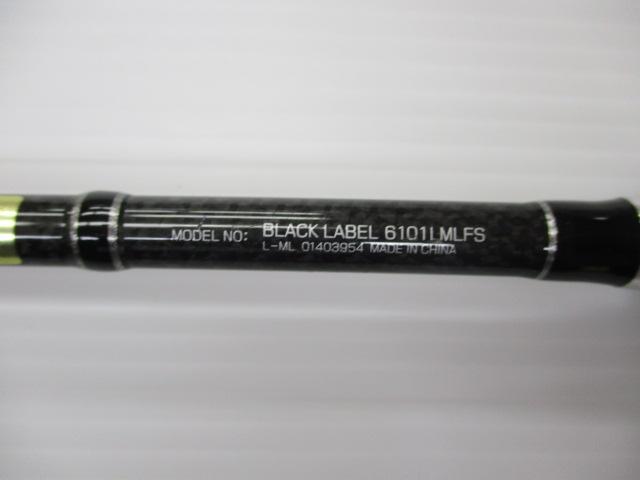 MODEL NO: BLACK LABEL 6101LMLFS
L-ML 01403954 MADE IN CHINA